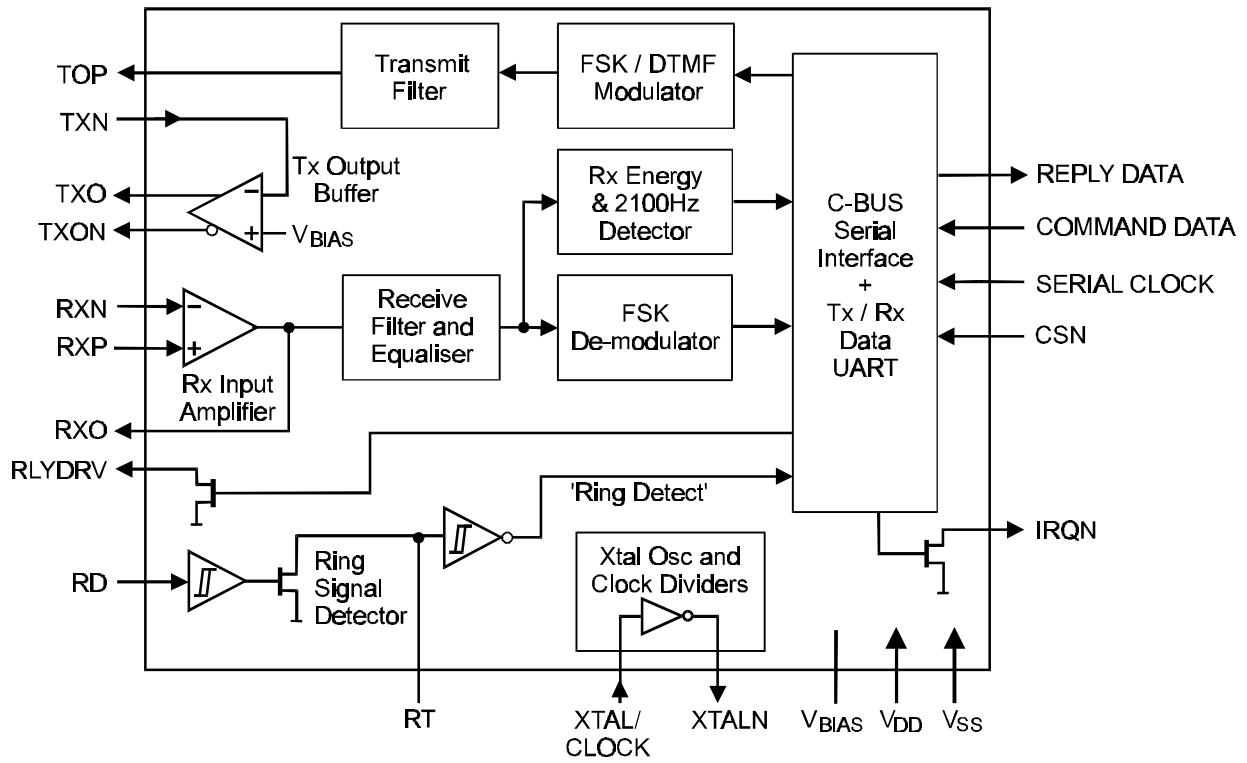 TOP
Transmit
Filter
FSK / DTMF
Modulator
TXN
Tx Output
Buffer
TXO
TXON
−
+
VBIAS
Rx Energy
& 2100Hz
Detector
C-BUS
Serial
Interface
+
Tx / Rx
Data
UART
REPLY DATA
COMMAND DATA
SERIAL CLOCK
CSN
RXN
RXP
−
+
Rx Input
Amplifier
Receive
Filter and
Equaliser
FSK
De-modulator
RXO
RLYDRV
'Ring Detect'
IRQN
RD
Ring
Signal
Detector
Xtal Osc and
Clock Dividers
RT
XTAL/
CLOCK
XTALN
VBIAS
VDD
VSS